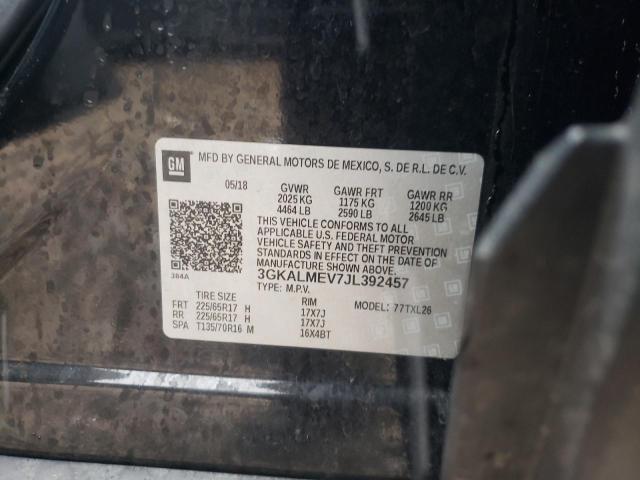 GM MFD BY GENERAL MOTORS DE MEXICO, S. DE R.L. DE C.V.
05/18 GVWR GAWR FRT GAWR RR
2025 KG 1175 KG 1200 KG
4464 LB 2590 LB 2645 LB
THIS VEHICLE CONFORMS TO ALL
APPLICABLE U.S. FEDERAL MOTOR
VEHICLE SAFETY AND THEFT PREVENTION
STANDARDS IN EFFECT ON THE DATE OF
MANUFACTURE SHOWN ABOVE.
384A 3GKALMEV7JL392457
TYPE: M.P.V.
TIRE SIZE RIM MODEL: 77TXL26
FRT 225/65R17 H 17X7J
RR 225/65R17 H 17X7J
SPA T135/70R16 M 16X4BT